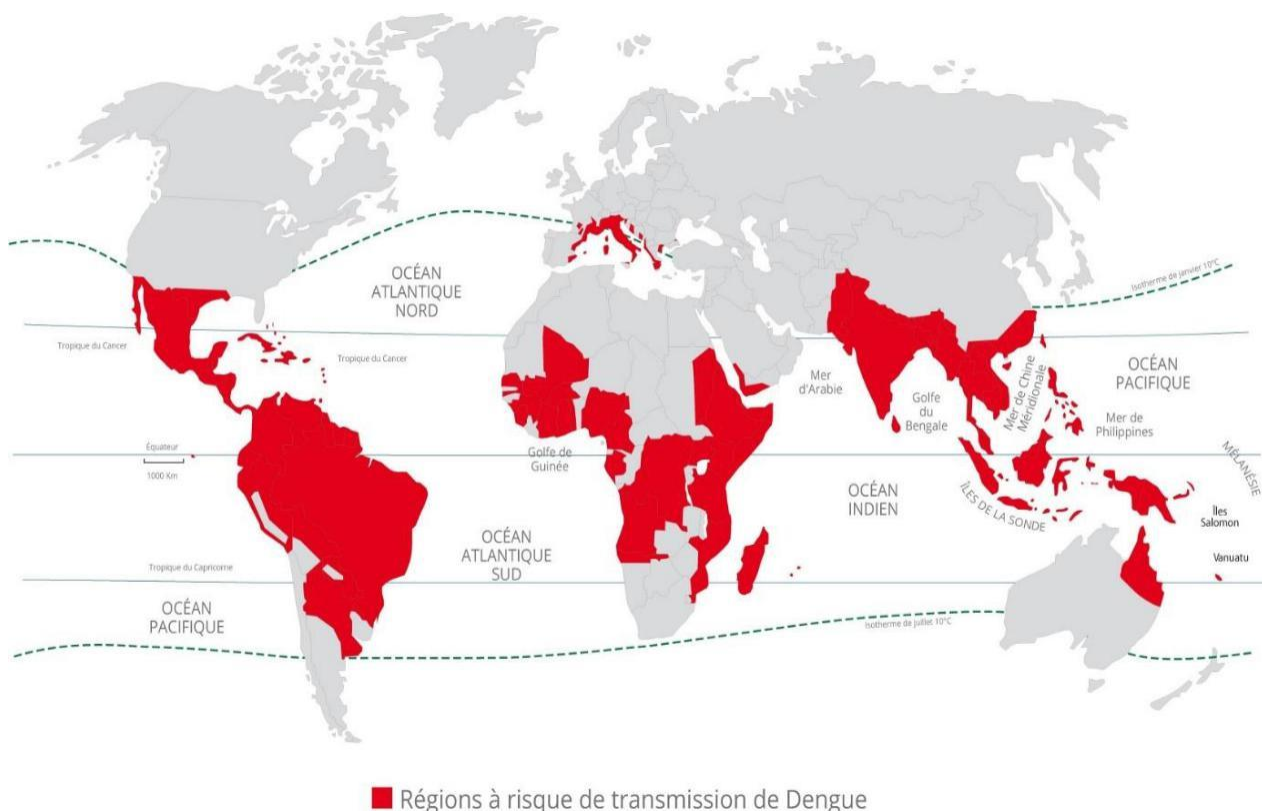 Isotherme de janvier 10°C
OCÉAN
ATLANTIQUE
NORD
Tropique du Cancer
Tropique du Cancer
OCÉAN
PACIFIQUE
Mer
d'Arabie
Golfe
du
Bengale
Mer de Chine
Méridionale
Mer de
Philippines
Équateur
1000 Km
Golfe de
Guinée
MÉLANÉSIE
OCÉAN
INDIEN
ÎLES DE LA SONDE
Îles
Salomon
OCÉAN
ATLANTIQUE
SUD
Vanuatu
Tropique du Capricorne
OCÉAN
PACIFIQUE
Isotherme de juillet 10°C
Régions à risque de transmission de Dengue